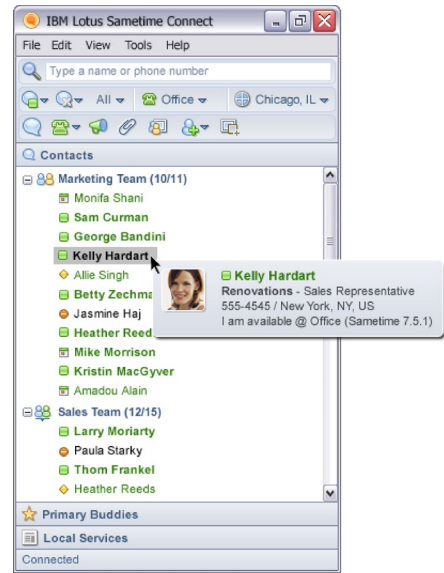 IBM Lotus Sametime Connect
File Edit View Tools Help
Type a name or phone number
All Office Chicago, IL
Contacts
Marketing Team (10/11)
Monifa Shani
Sam Curman
George Bandini
Kelly Hardart
Allie Singh
Betty Zechma
Jasmine Haj
Heather Reed
Mike Morrison
Kristin MacGyver
Amadou Alain
Kelly Hardart
Renovations - Sales Representative
555-4545 / New York, NY, US
I am available @ Office (Sametime 7.5.1)
Sales Team (12/15)
Larry Moriarty
Paula Starky
Thom Frankel
Heather Reeds
Primary Buddies
Local Services
Connected